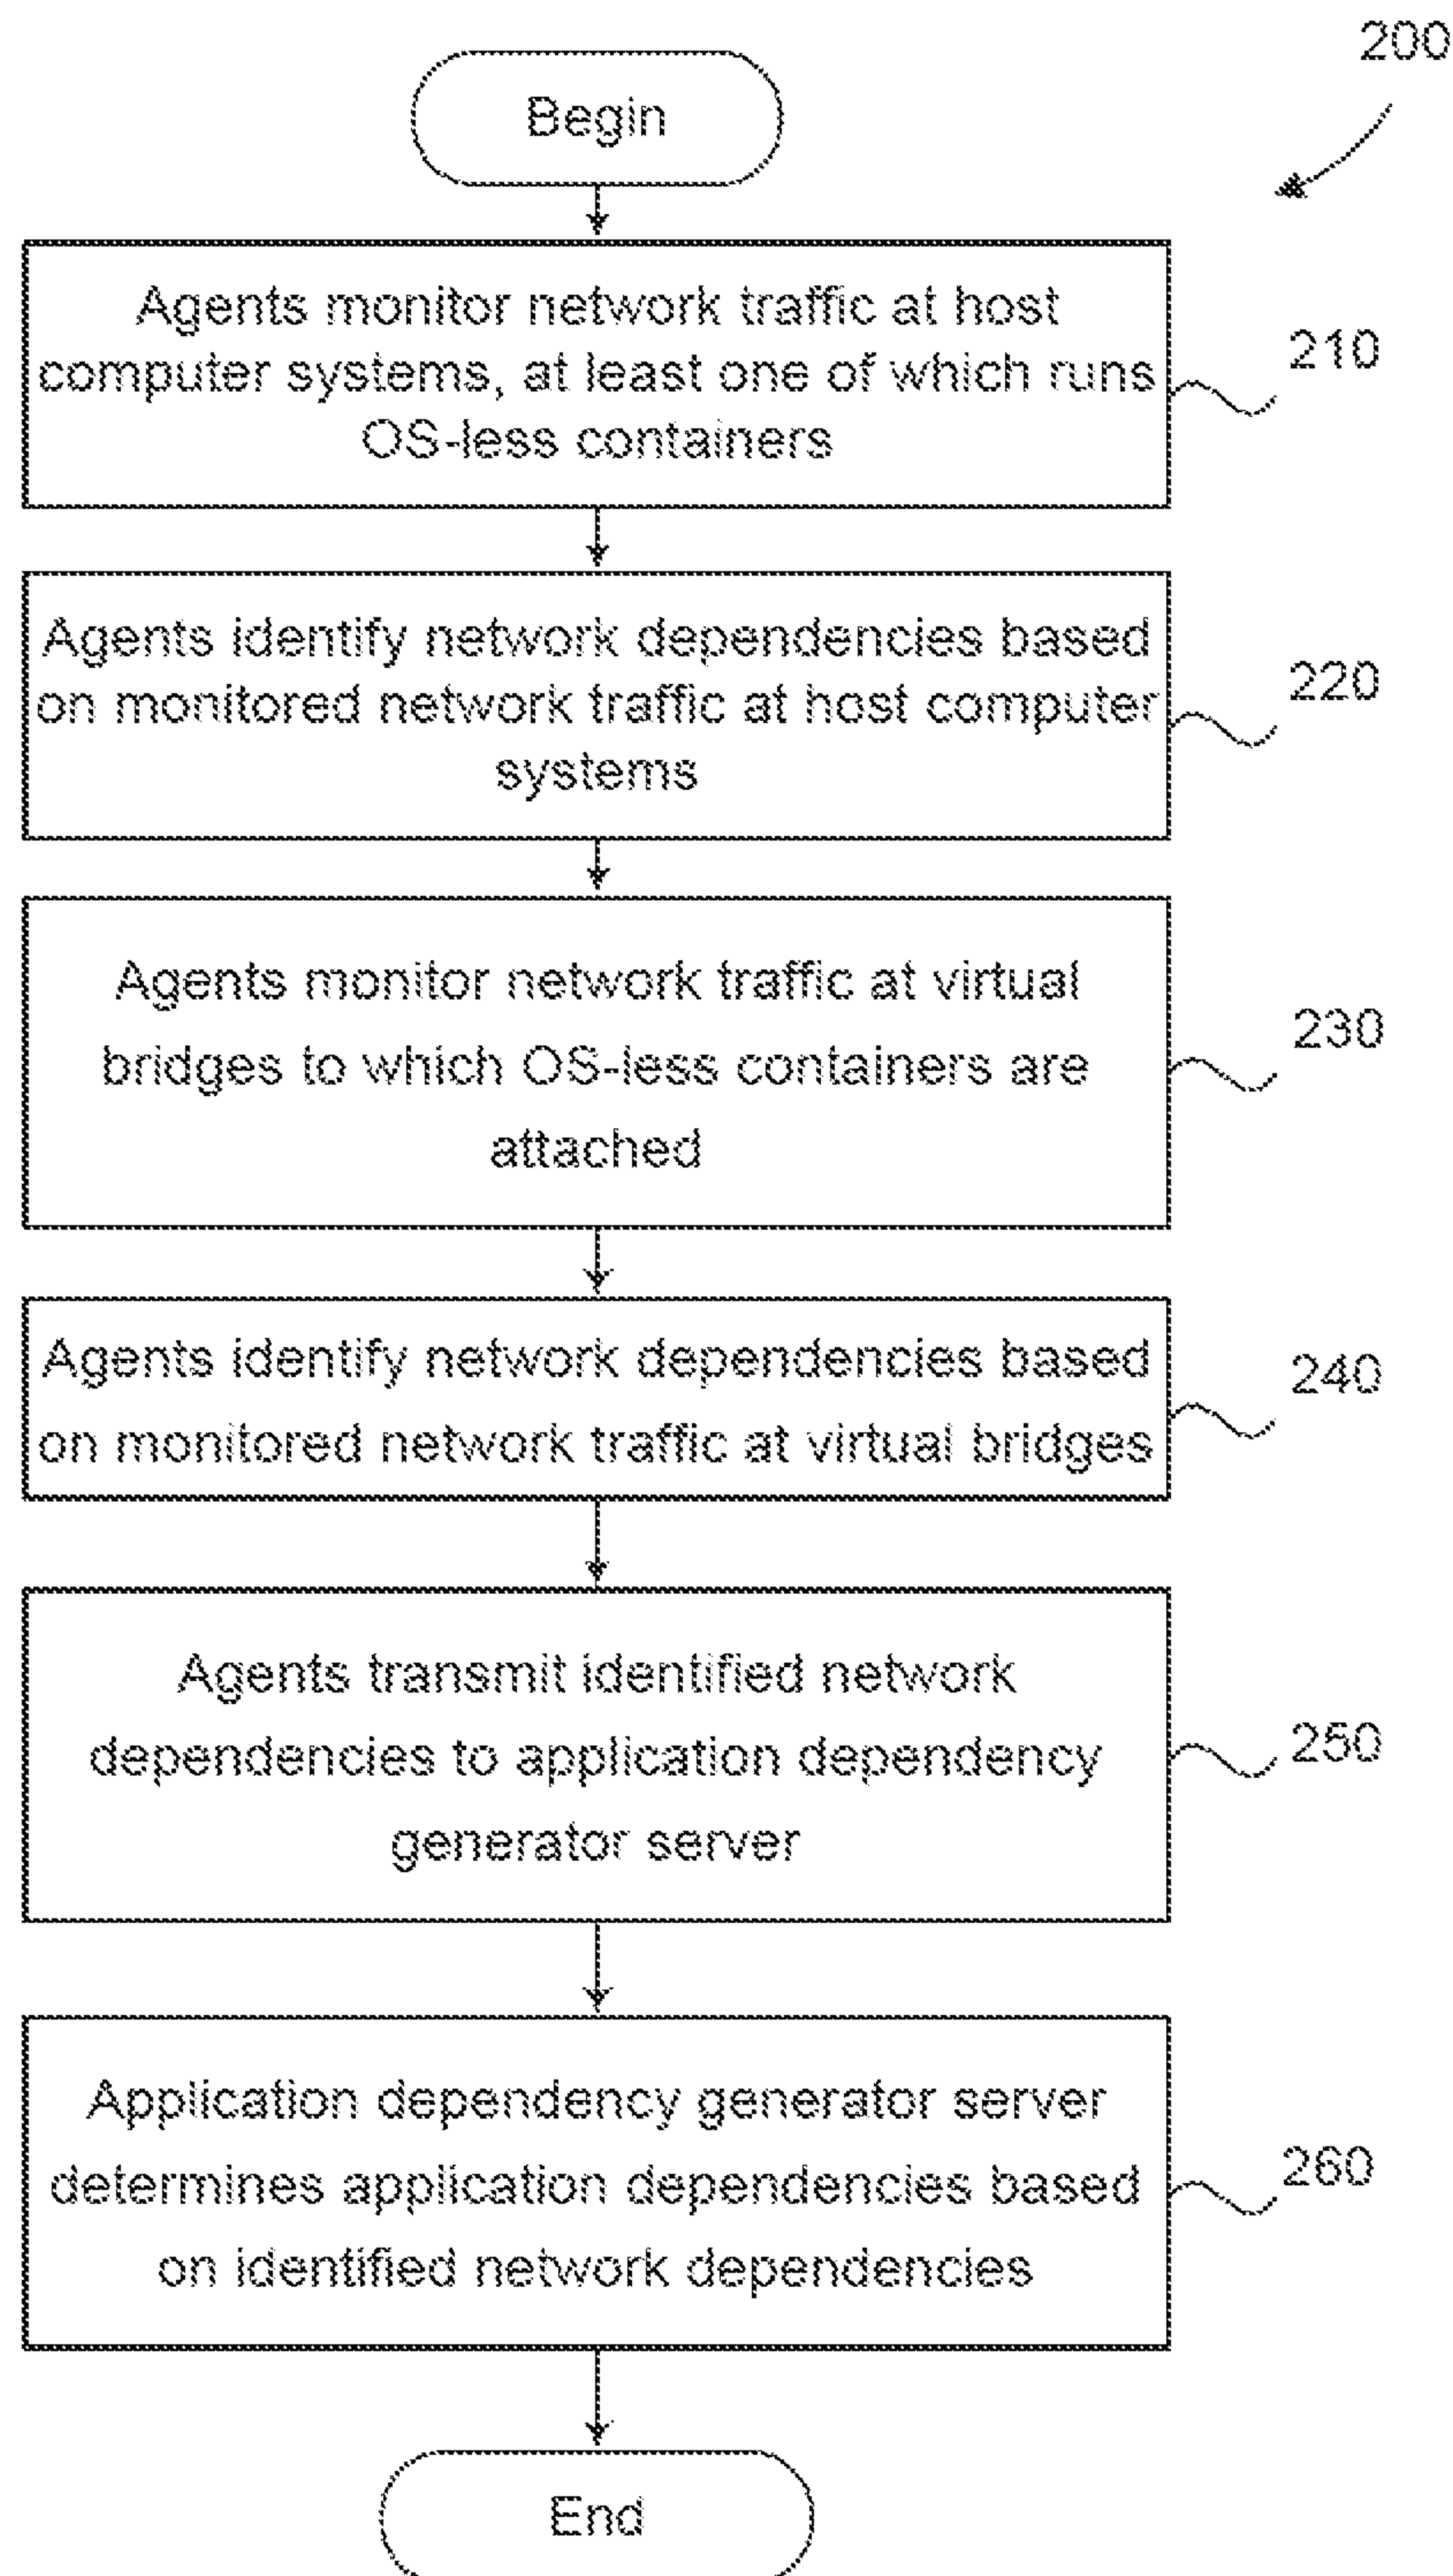 200
Begin
Agents monitor network traffic at host
computer systems, at least one of which runs
OS-less containers
210
Agents identify network dependencies based
on monitored network traffic at host computer
systems
220
Agents monitor network traffic at virtual
bridges to which OS-less containers are
attached
230
Agents identify network dependencies based
on monitored network traffic at virtual bridges
240
Agents transmit identified network
dependencies to application dependency
generator server
250
Application dependency generator server
determines application dependencies based
on identified network dependencies
260
End